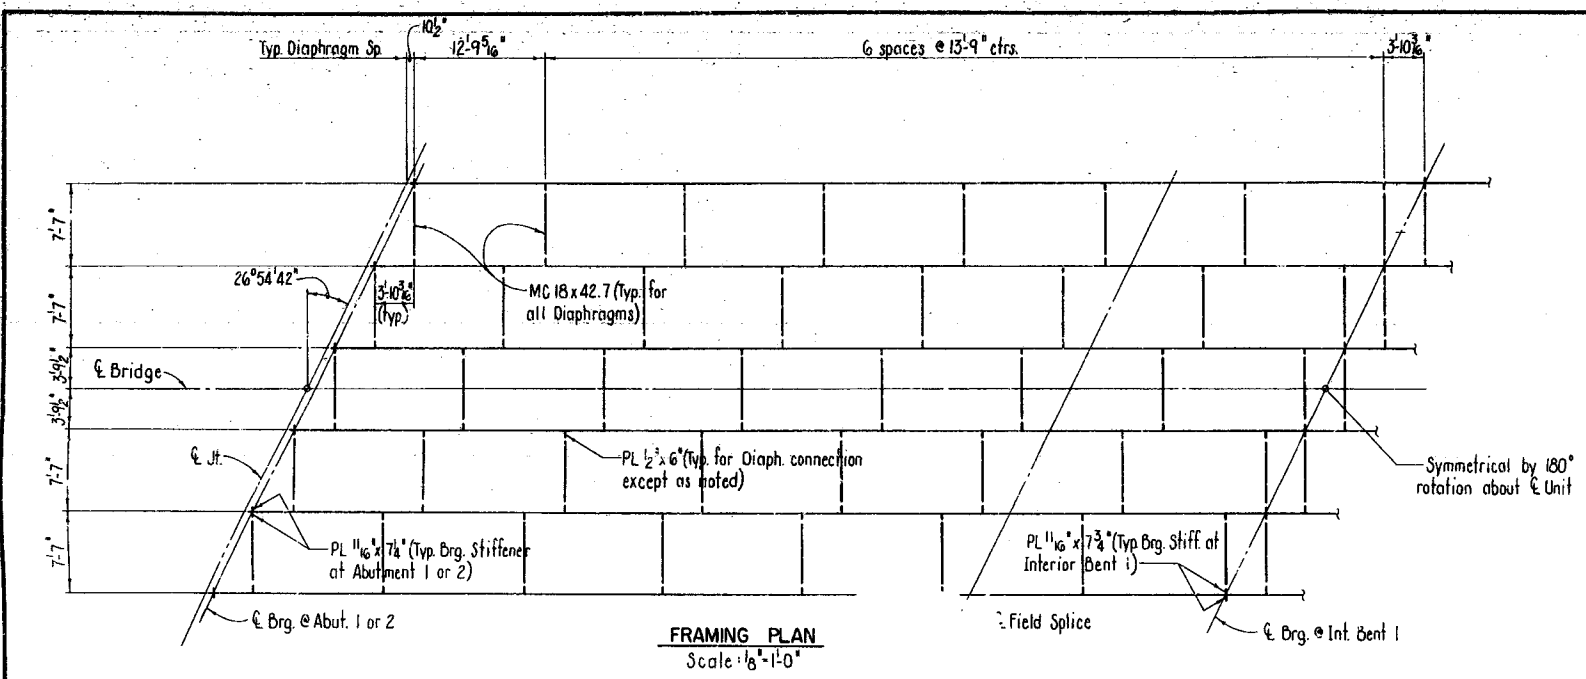 10½"
Typ. Diaphragm Sp.
12'-9 5/16"
6 spaces @ 13'-9" ctrs.
3'-10 3/16"
7'-7"
26°54'42"
3'-10 3/16"
(Typ)
MC 18 x 42.7 (Typ. for
all Diaphragms)
7'-7"
3'-9½"
℄ Bridge
3'-9½"
℄ Jt.
PL ½" x 6" (Typ. for Diaph. connection
except as noted)
Symmetrical by 180°
rotation about ℄ Unit
7'-7"
PL 11/16" x 7¼" (Typ. Brg. Stiffener
at Abutment 1 or 2)
PL 11/16" x 7¾" (Typ Brg. Stiff. at
Interior Bent 1)
7'-7"
℄ Brg. @ Abut. 1 or 2
Field Splice
℄ Brg. @ Int. Bent 1
FRAMING PLAN
Scale: ⅛"=1'-0"